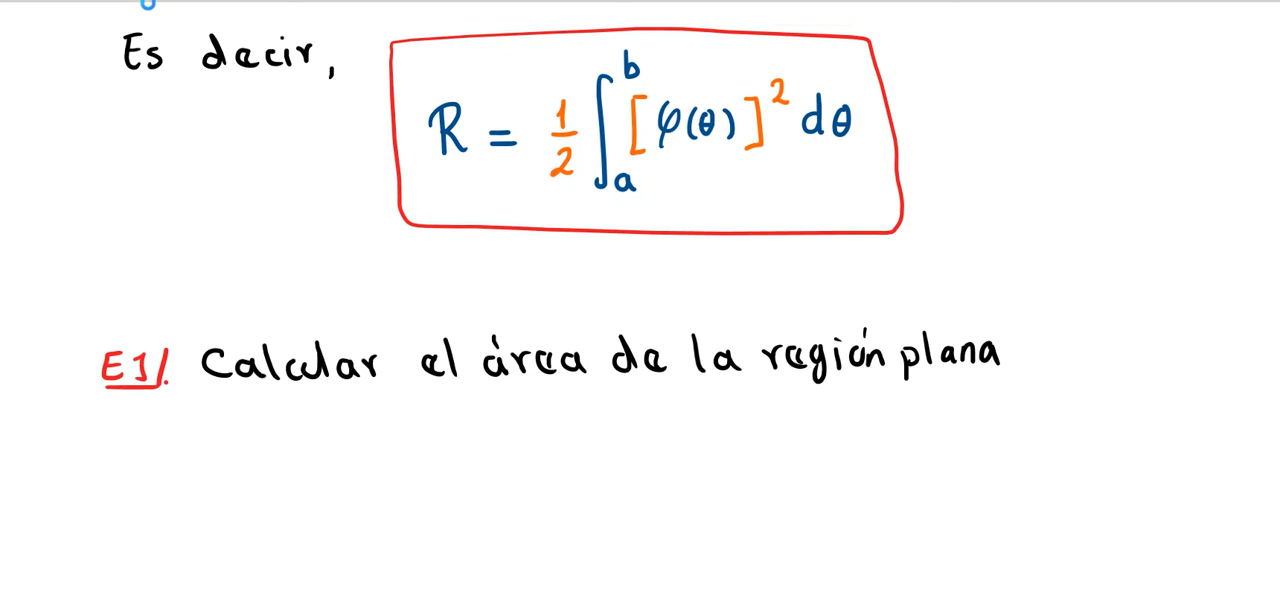 Es decir,
R = 1/2 ∫_a^b [φ(θ)]² dθ
E1/. Calcular el área de la región plana